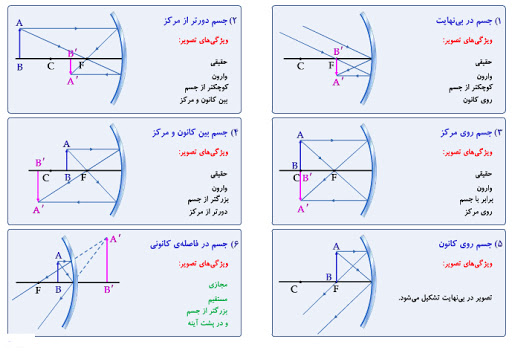 ۱) جسم در بی‌نهایت
ویژگی‌های تصویر:
حقیقی
وارون
کوچکتر از جسم
روی کانون
C
F
B′
A′
۲) جسم دورتر از مرکز
ویژگی‌های تصویر:
حقیقی
وارون
کوچکتر از جسم
بین کانون و مرکز
A
B
C
B′
F
A′
۳) جسم روی مرکز
ویژگی‌های تصویر:
حقیقی
وارون
برابر با جسم
روی مرکز
A
B
C
B′
F
A′
۴) جسم بین کانون و مرکز
ویژگی‌های تصویر:
حقیقی
وارون
بزرگتر از جسم
دورتر از مرکز
A
B′
C
B
F
A′
۵) جسم روی کانون
ویژگی‌های تصویر:
تصویر در بی‌نهایت تشکیل می‌شود.
A
C
B
F
۶) جسم در فاصله‌ی کانونی
ویژگی‌های تصویر:
مجازی
مستقیم
بزرگتر از جسم
و در پشت آینه
A
A′
F
B
B′